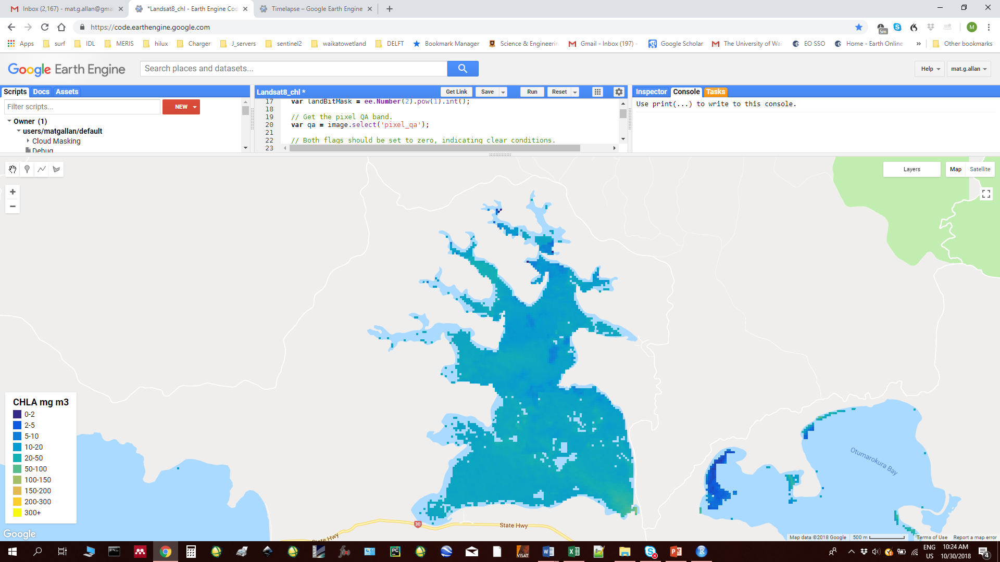 Inbox (2,167) - mat.g.allan@gma
*Landsat8_chl - Earth Engine Cod
Timelapse – Google Earth Engine
https://code.earthengine.google.com
5m
M
Apps
surf
IDL
MERIS
hilux
Charger
J_servers
sentinel2
waikatowetland
DELFT
Bookmark Manager
Science & Engineerin
Gmail - Inbox (197) -
Google Scholar
The University of Wai
EO SSO
Home - Earth Online
»
Other bookmarks
Google Earth Engine
Search places and datasets...
Help
mat.g.allan
Scripts
Docs
Assets
Filter scripts...
NEW
Owner (1)
users/matgallan/default
Cloud Masking
Debug
Landsat8_chl *
Get Link
Save
Run
Reset
17 var landBitMask = ee.Number(2).pow(1).int();
18
19 // Get the pixel QA band.
20 var qa = image.select('pixel_qa');
21
22 // Both flags should be set to zero, indicating clear conditions.
23
Inspector
Console
Tasks
Use print(...) to write to this console.
Layers
Map
Satellite
+
−
CHLA mg m3
0-2
2-5
5-10
10-20
20-50
50-100
100-150
150-200
200-300
300+
Otumarokura Bay
30
State Hwy
State Hwy
Google
Map data ©2018 Google
500 m
Terms of Use
Report a map error
PC
VISAT
ENG
US
10:24 AM
10/30/2018
4